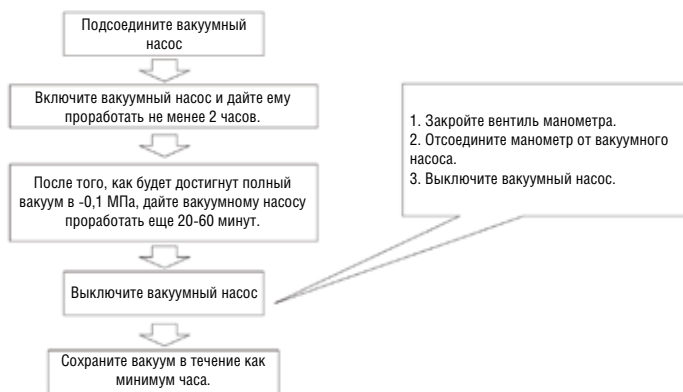 Подсоедините вакуумный
насос
Включите вакуумный насос и дайте ему
проработать не менее 2 часов.
После того, как будет достигнут полный
вакуум в -0,1 МПа, дайте вакуумному насосу
проработать еще 20-60 минут.
Выключите вакуумный насос
Сохраните вакуум в течение как
минимум часа.
1. Закройте вентиль манометра.
2. Отсоедините манометр от вакуумного
насоса.
3. Выключите вакуумный насос.